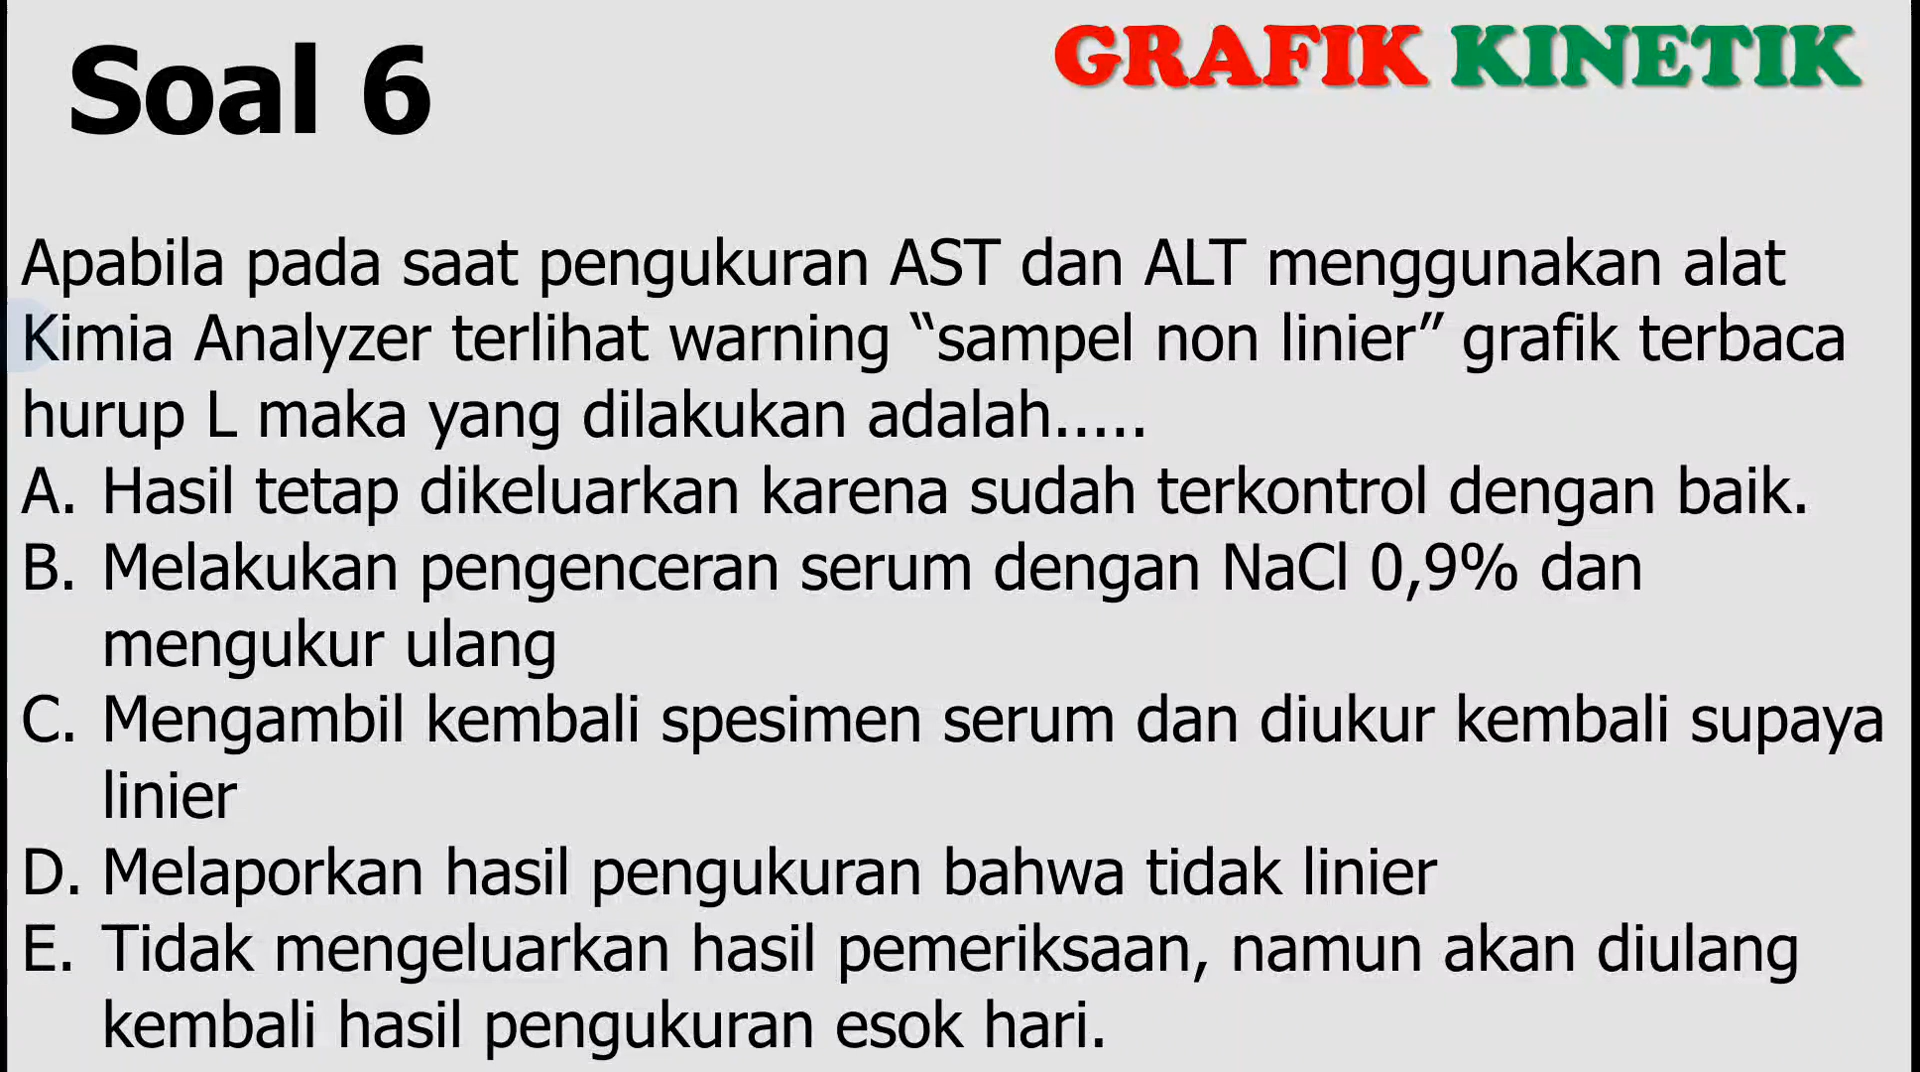 Soal 6
GRAFIK KINETIK
Apabila pada saat pengukuran AST dan ALT menggunakan alat
Kimia Analyzer terlihat warning “sampel non linier” grafik terbaca
hurup L maka yang dilakukan adalah.....
A. Hasil tetap dikeluarkan karena sudah terkontrol dengan baik.
B. Melakukan pengenceran serum dengan NaCl 0,9% dan
mengukur ulang
C. Mengambil kembali spesimen serum dan diukur kembali supaya
linier
D. Melaporkan hasil pengukuran bahwa tidak linier
E. Tidak mengeluarkan hasil pemeriksaan, namun akan diulang
kembali hasil pengukuran esok hari.